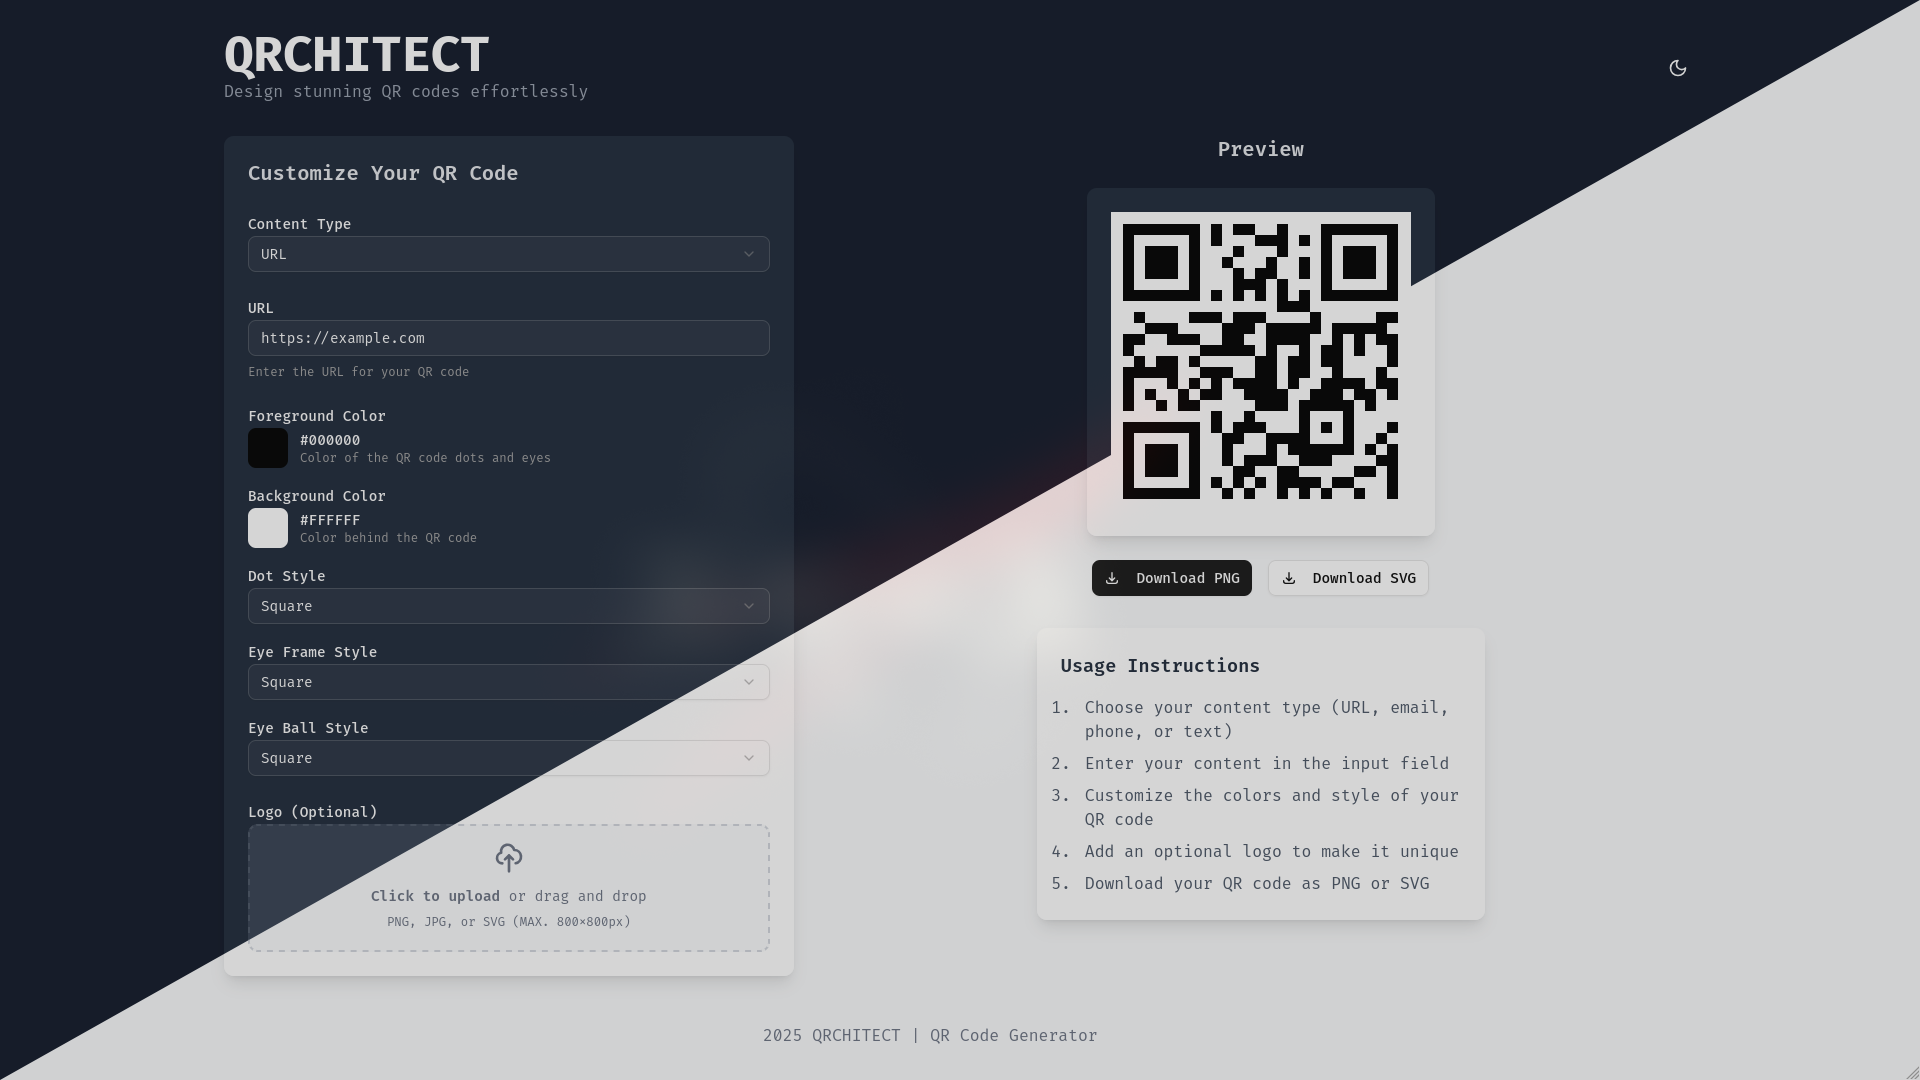 QRCHITECT
Design stunning QR codes effortlessly
Customize Your QR Code
Content Type
URL
URL
https://example.com
Enter the URL for your QR code
Foreground Color
#000000
Color of the QR code dots and eyes
Background Color
#FFFFFF
Color behind the QR code
Dot Style
Square
Eye Frame Style
Square
Eye Ball Style
Square
Logo (Optional)
Click to upload or drag and drop
PNG, JPG, or SVG (MAX. 800×800px)
Preview
Download PNG
Download SVG
Usage Instructions
1. Choose your content type (URL, email,
phone, or text)
2. Enter your content in the input field
3. Customize the colors and style of your
QR code
4. Add an optional logo to make it unique
5. Download your QR code as PNG or SVG
2025 QRCHITECT | QR Code Generator